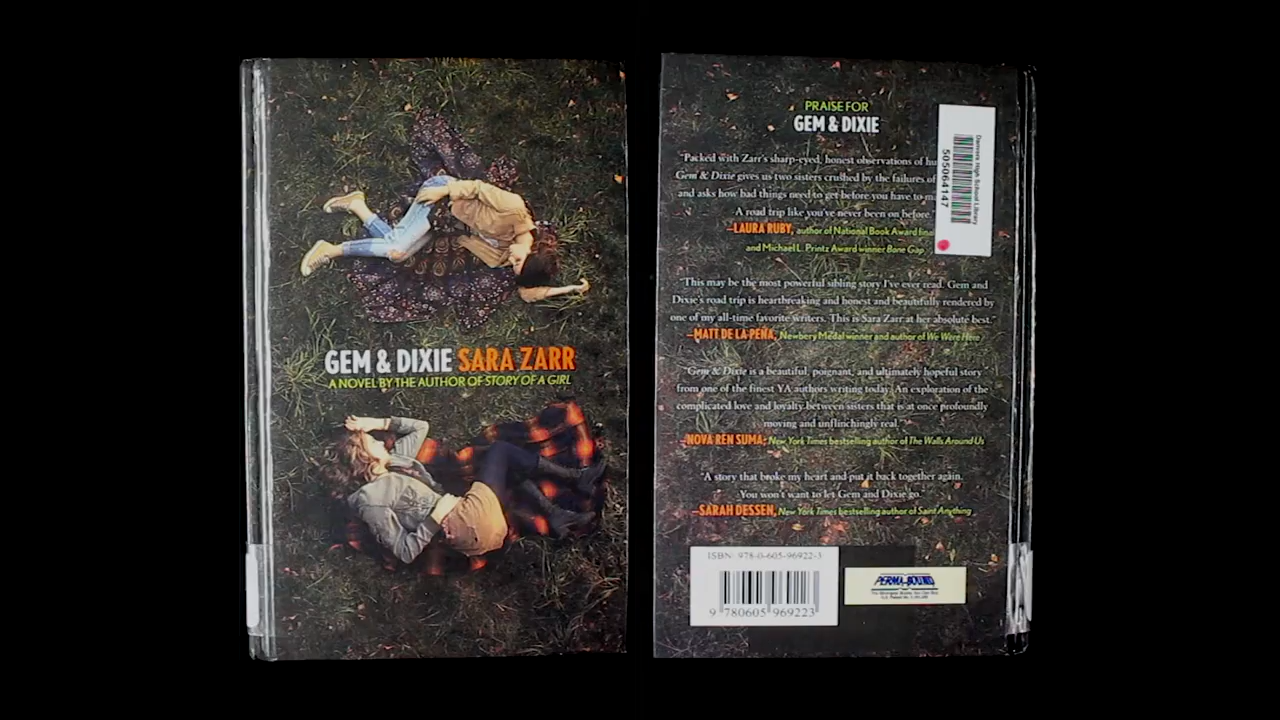 GEM & DIXIE SARA ZARR
A NOVEL BY THE AUTHOR OF STORY OF A GIRL
PRAISE FOR
GEM & DIXIE
"Packed with Zarr's sharp-eyed, honest observations of hu
Gem & Dixie gives us two sisters crushed by the failures of
and asks how bad things need to get before you have to ma
A road trip like you've never been on before."
—LAURA RUBY, author of National Book Award final
and Michael L. Printz Award winner Bone Gap
"This may be the most powerful sibling story I've ever read. Gem and
Dixie's road trip is heartbreaking and honest and beautifully rendered by
one of my all-time favorite writers. This is Sara Zarr at her absolute best."
—MATT DE LA PEÑA, Newbery Medal winner and author of We Were Here
"Gem & Dixie is a beautiful, poignant, and ultimately hopeful story
from one of the finest YA authors writing today. An exploration of the
complicated love and loyalty between sisters that is at once profoundly
moving and unflinchingly real."
—NOVA REN SUMA, New York Times bestselling author of The Walls Around Us
"A story that broke my heart and put it back together again.
You won't want to let Gem and Dixie go."
—SARAH DESSEN, New York Times bestselling author of Saint Anything
High School Library
505064147
ISBN: 978-0-605-96922-3
9 780605 969223
PERMA-BOUND